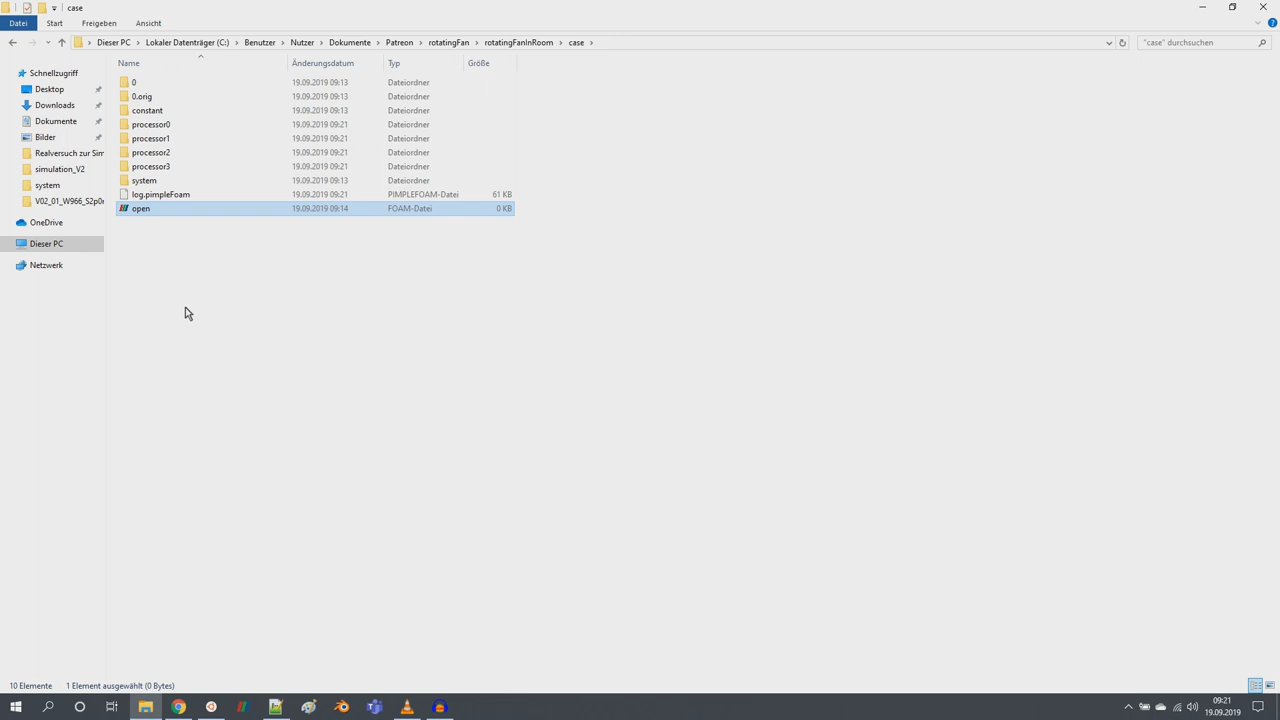 case
Datei Start Freigeben Ansicht
Dieser PC Lokaler Datenträger (C:) Benutzer Nutzer Dokumente Patreon rotatingFan rotatingFanInRoom case "case" durchsuchen
Name Änderungsdatum Typ Größe
Schnellzugriff
Desktop
Downloads
Dokumente
Bilder
Realversuch zur Sim
simulation_V2
system
V02_01_W966_S2p0r
OneDrive
Dieser PC
Netzwerk
0 19.09.2019 09:13 Dateiordner
0.orig 19.09.2019 09:13 Dateiordner
constant 19.09.2019 09:13 Dateiordner
processor0 19.09.2019 09:21 Dateiordner
processor1 19.09.2019 09:21 Dateiordner
processor2 19.09.2019 09:21 Dateiordner
processor3 19.09.2019 09:21 Dateiordner
system 19.09.2019 09:13 Dateiordner
log.pimpleFoam 19.09.2019 09:21 PIMPLEFOAM-Datei 61 KB
open 19.09.2019 09:14 FOAM-Datei 0 KB
10 Elemente 1 Element ausgewählt (0 Bytes)
09:21
19.09.2019